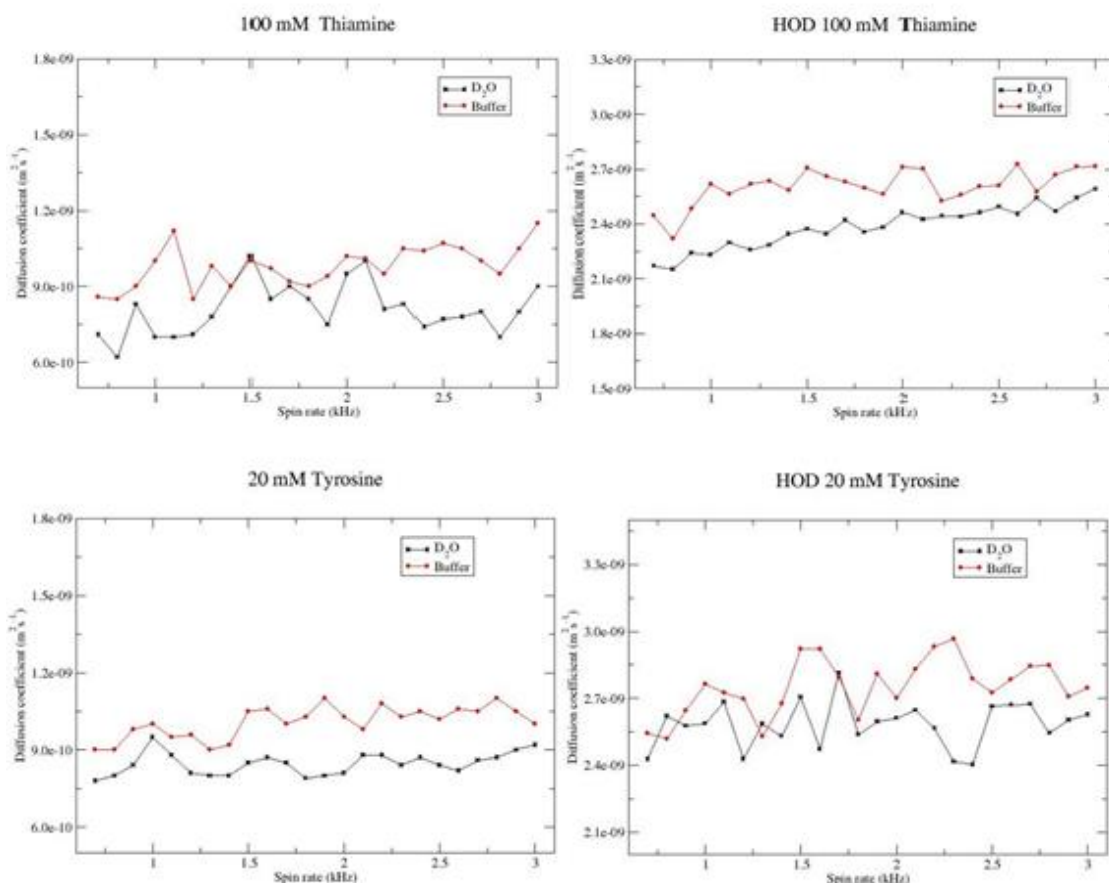 100 mM Thiamine
1.8e-09
1.5e-09
1.2e-09
9.0e-10
6.0e-10
Diffusion coefficient (m²s⁻¹)
D₂O
Buffer
1
1.5
2
2.5
3
Spin rate (kHz)
HOD 100 mM Thiamine
3.3e-09
3.0e-09
2.7e-09
2.4e-09
2.1e-09
1.8e-09
1.5e-09
Diffusion coefficient (m²s⁻¹)
D₂O
Buffer
1
1.5
2
2.5
3
Spin rate (kHz)
20 mM Tyrosine
1.8e-09
1.5e-09
1.2e-09
9.0e-10
6.0e-10
Diffusion coefficient (m²s⁻¹)
D₂O
Buffer
1
1.5
2
2.5
3
Spin rate (kHz)
HOD 20 mM Tyrosine
3.3e-09
3.0e-09
2.7e-09
2.4e-09
2.1e-09
Diffusion coefficient (m²s⁻¹)
D₂O
Buffer
1
1.5
2
2.5
3
Spin rate (kHz)